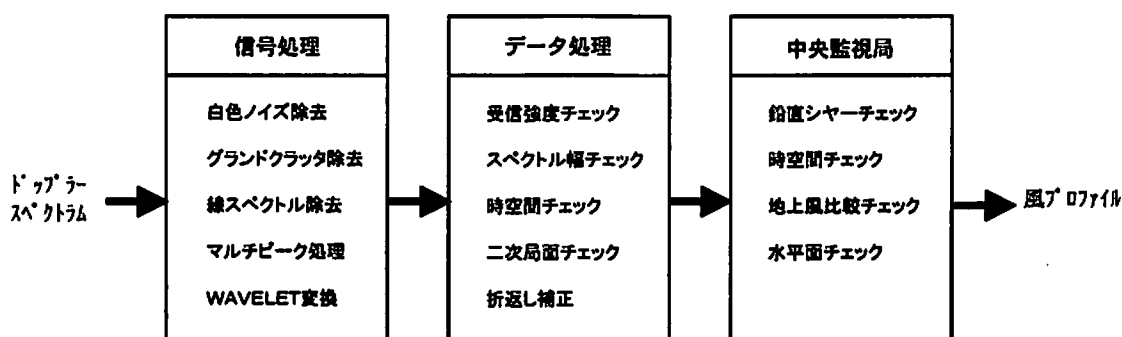 ドップラー
スペクトラム
信号処理
白色ノイズ除去
グランドクラッタ除去
線スペクトル除去
マルチピーク処理
WAVELET変換
データ処理
受信強度チェック
スペクトル幅チェック
時空間チェック
二次局面チェック
折返し補正
中央監視局
鉛直シヤーチェック
時空間チェック
地上風比較チェック
水平面チェック
風プロファイル